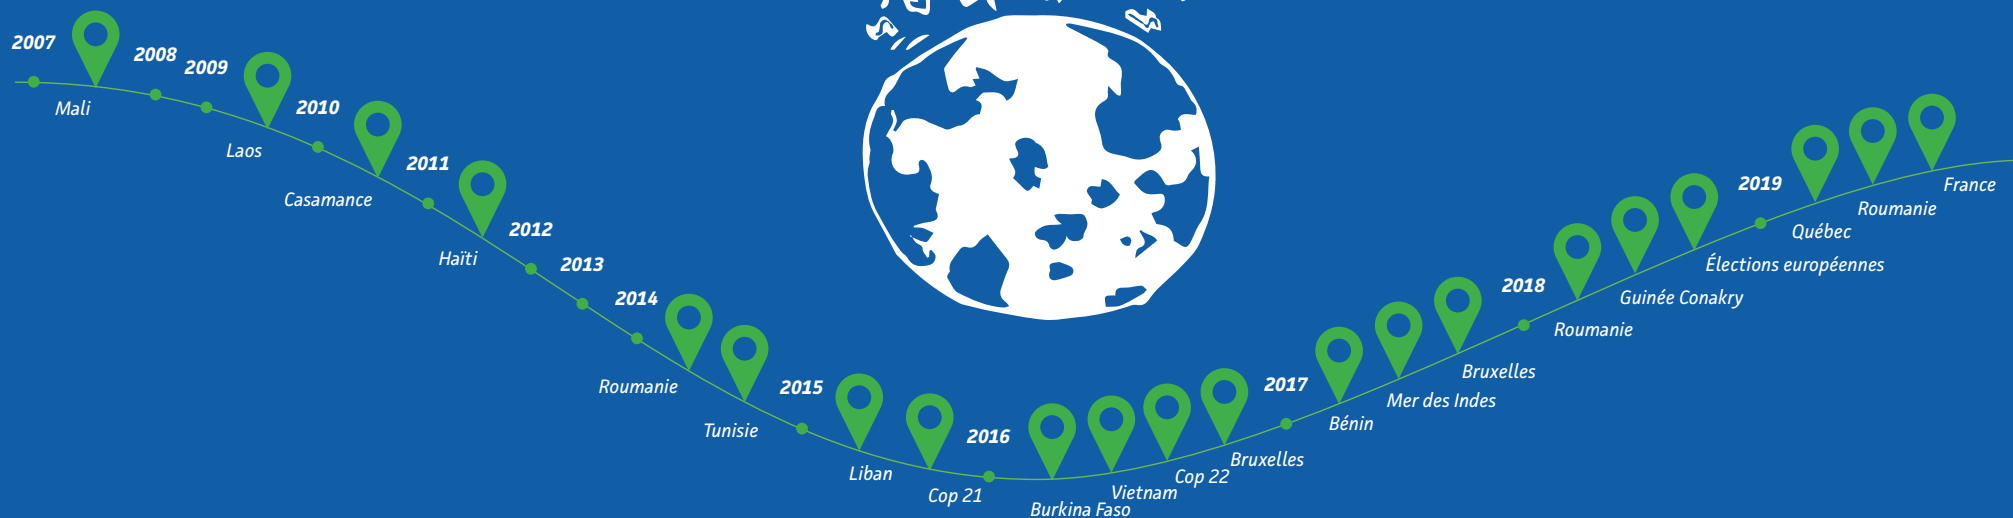 2007
Mali
2008
2009
Laos
2010
Casamance
2011
Haïti
2012
2013
2014
Roumanie
Tunisie
2015
Liban
Cop 21
2016
Burkina Faso
Vietnam
Cop 22
Bruxelles
2017
Bénin
Mer des Indes
Bruxelles
2018
Roumanie
Guinée Conakry
Élections européennes
2019
Québec
Roumanie
France